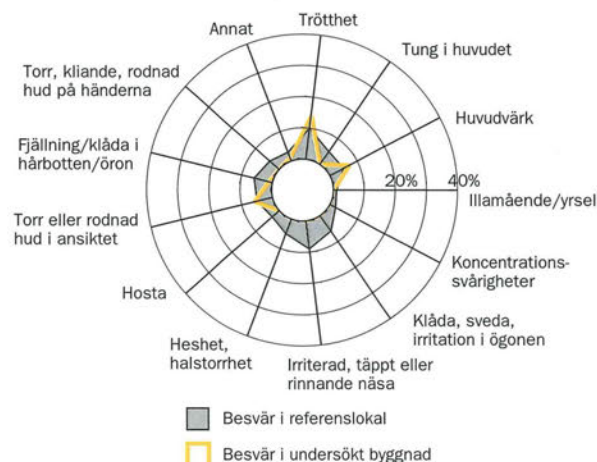 Trötthet
Tung i huvudet
Huvudvärk
20% 40%
Illamående/yrsel
Koncentrations-
svårigheter
Klåda, sveda,
irritation i ögonen
Irriterad, täppt eller
rinnande näsa
Heshet,
halstorrhet
Hosta
Torr eller rodnad
hud i ansiktet
Fjällning/klåda i
hårbotten/öron
Torr, kliande, rodnad
hud på händerna
Annat
Besvär i referenslokal
Besvär i undersökt byggnad